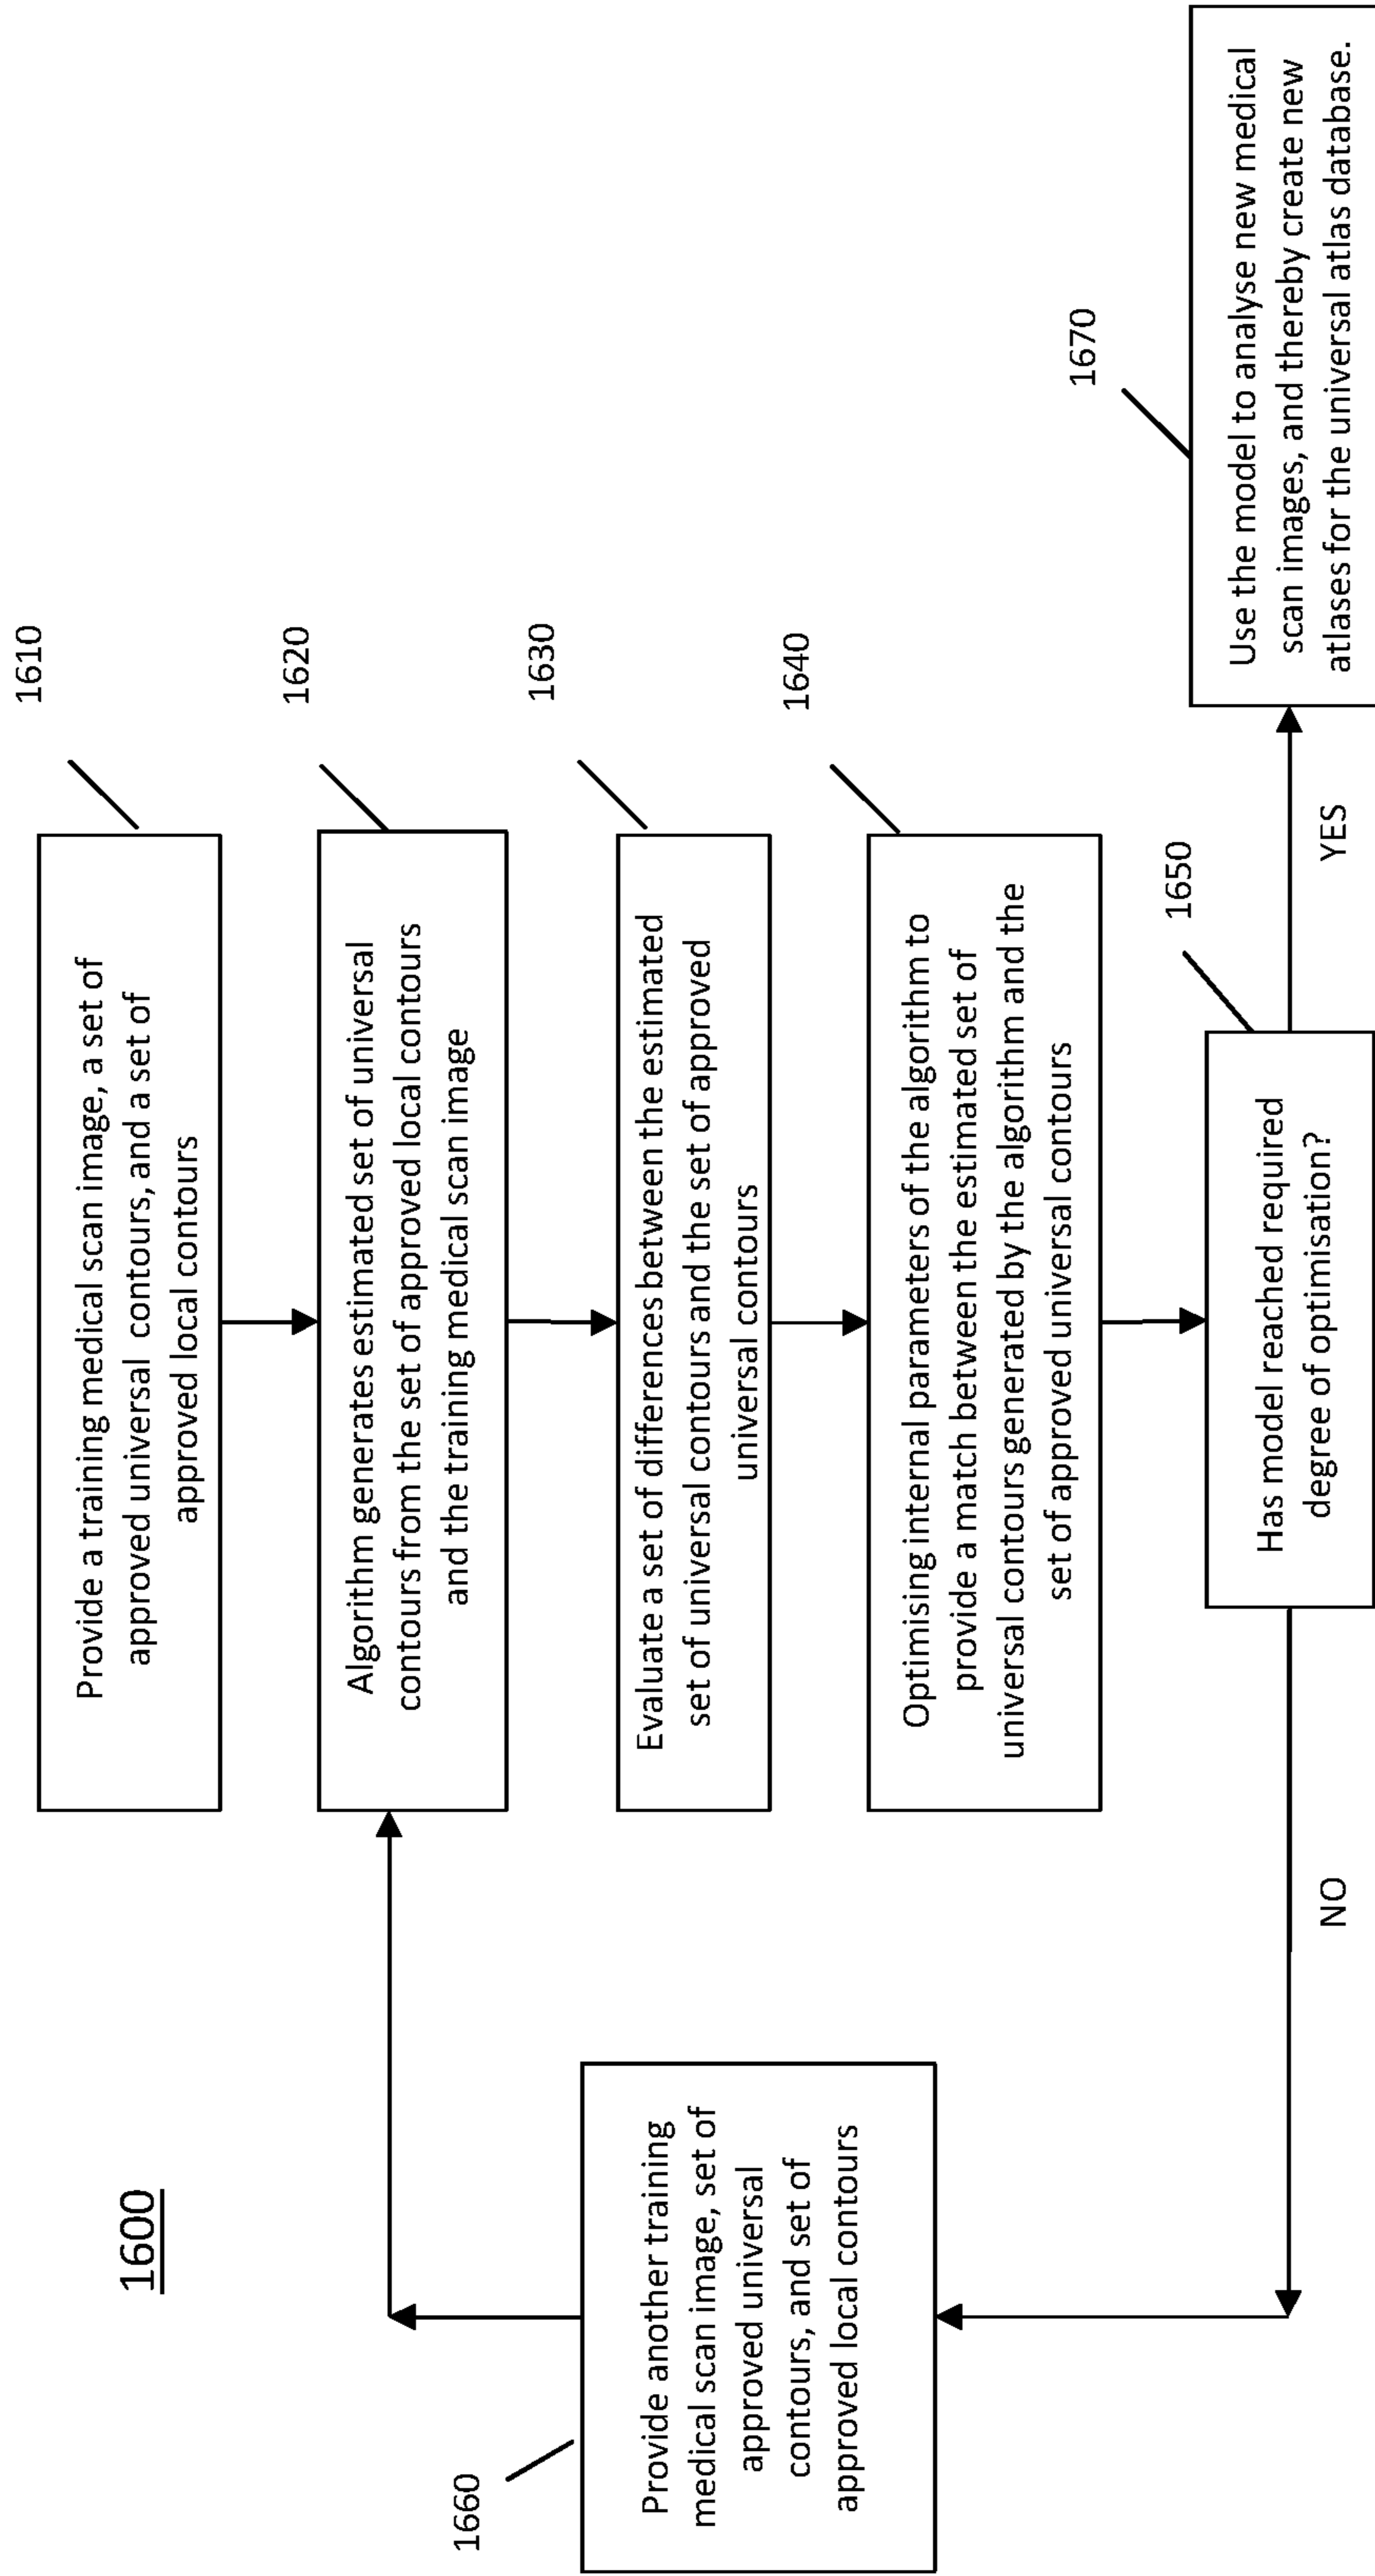 1600
1610
Provide a training medical scan image, a set of
approved universal contours, and a set of
approved local contours
1620
Algorithm generates estimated set of universal
contours from the set of approved local contours
and the training medical scan image
1630
Evaluate a set of differences between the estimated
set of universal contours and the set of approved
universal contours
1640
Optimising internal parameters of the algorithm to
provide a match between the estimated set of
universal contours generated by the algorithm and the
set of approved universal contours
1650
Has model reached required
degree of optimisation?
NO
YES
1660
Provide another training
medical scan image, set of
approved universal
contours, and set of
approved local contours
1670
Use the model to analyse new medical
scan images, and thereby create new
atlases for the universal atlas database.